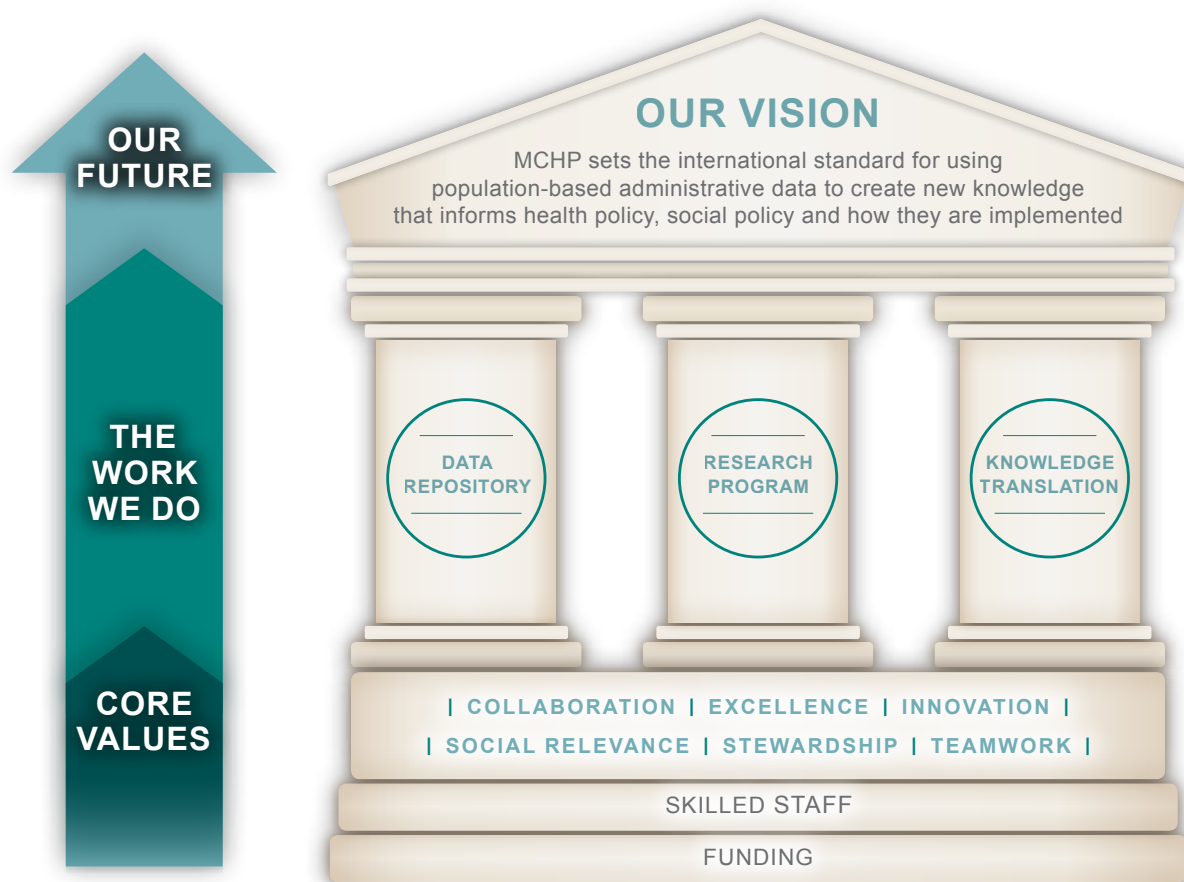 OUR
FUTURE
THE
WORK
WE DO
CORE
VALUES
OUR VISION
MCHP sets the international standard for using
population-based administrative data to create new knowledge
that informs health policy, social policy and how they are implemented
DATA
REPOSITORY
RESEARCH
PROGRAM
KNOWLEDGE
TRANSLATION
| COLLABORATION | EXCELLENCE | INNOVATION |
| SOCIAL RELEVANCE | STEWARDSHIP | TEAMWORK |
SKILLED STAFF
FUNDING